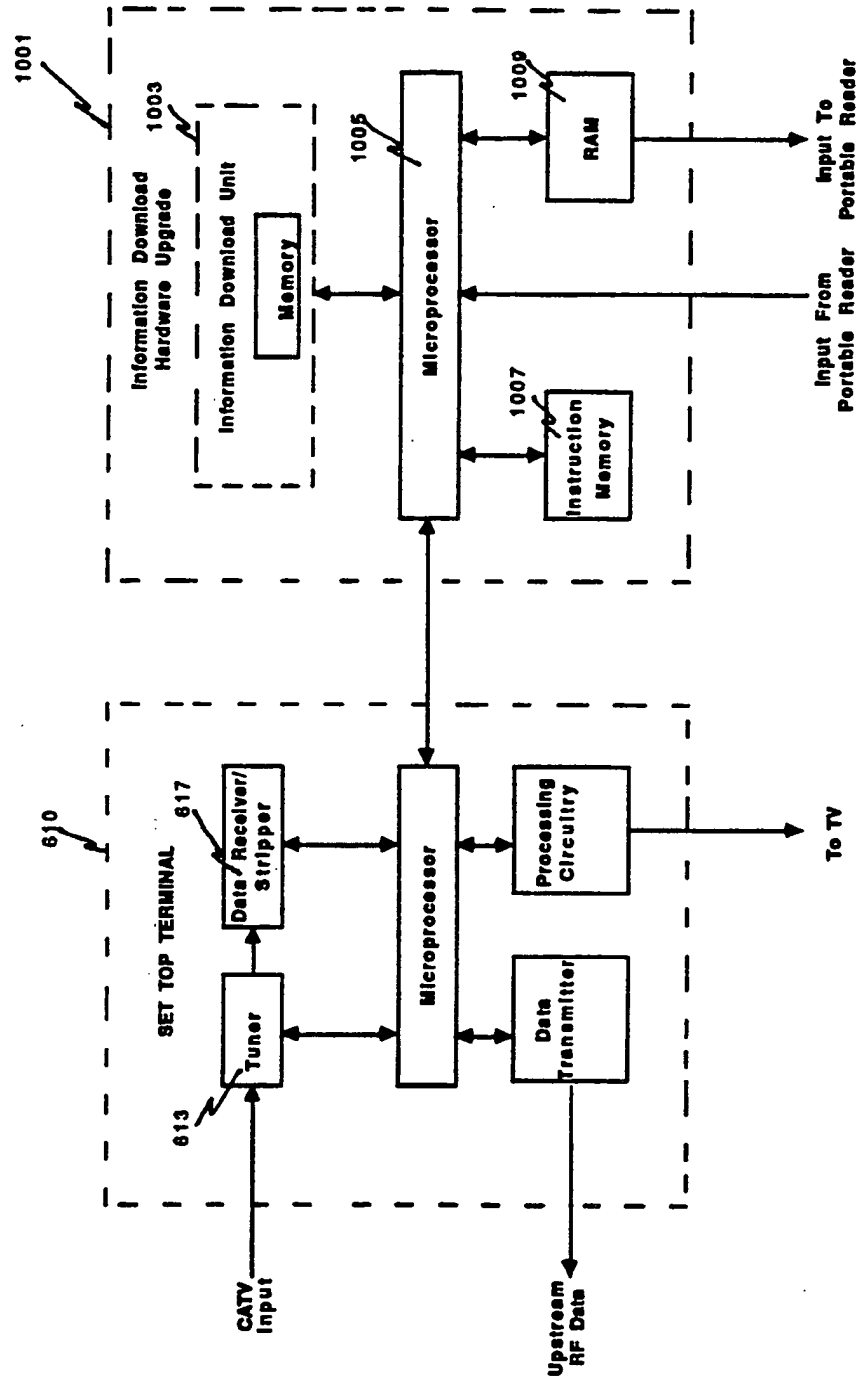 610
SET TOP TERMINAL
613
Tuner
617
Data Receiver/
Stripper
CATV
Input
Microprocessor
Data
Transmitter
Processing
Circuitry
Upstream
RF Data
To TV
1001
Information Download
Hardware Upgrade
1003
Information Download Unit
Memory
1005
Microprocessor
1007
Instruction
Memory
1009
RAM
Input From
Portable Reader
Input To
Portable Reader